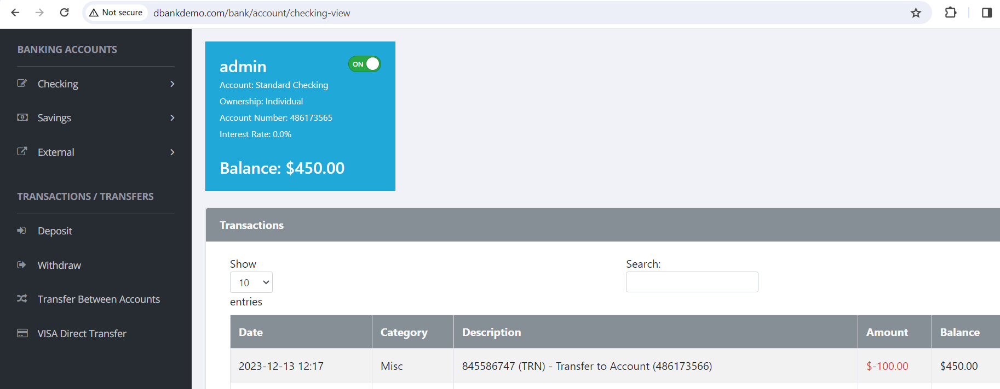 Not secure dbankdemo.com/bank/account/checking-view
BANKING ACCOUNTS
Checking
Savings
External
TRANSACTIONS / TRANSFERS
Deposit
Withdraw
Transfer Between Accounts
VISA Direct Transfer
admin
ON
Account: Standard Checking
Ownership: Individual
Account Number: 486173565
Interest Rate: 0.0%
Balance: $450.00
Transactions
Show
10
entries
Search:
Date Category Description Amount Balance
2023-12-13 12:17 Misc 845586747 (TRN) - Transfer to Account (486173566) $-100.00 $450.00